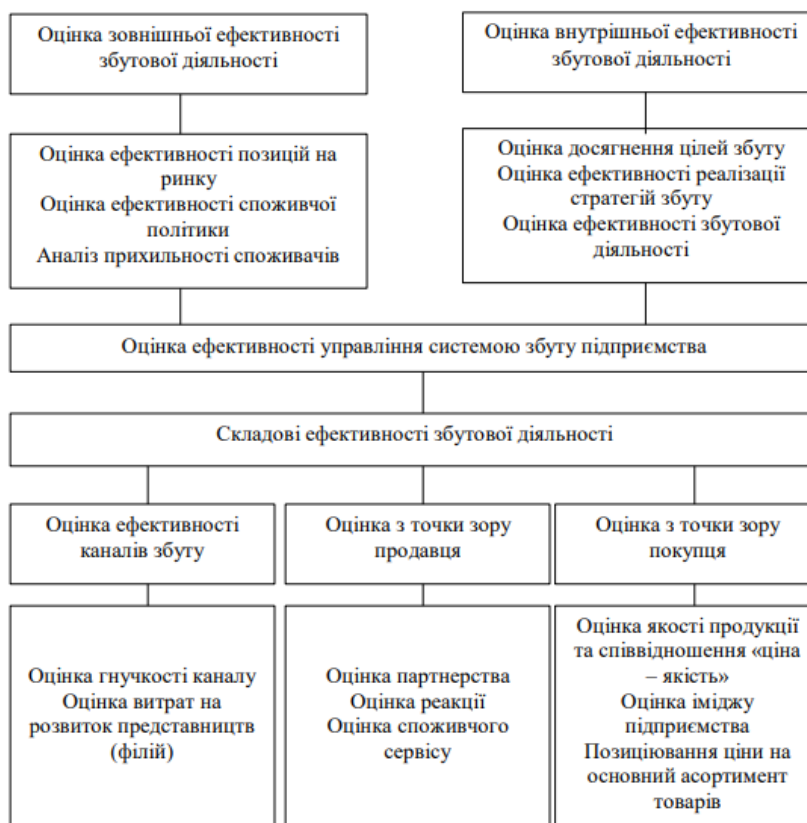 Оцінка зовнішньої ефективності
збутової діяльності
Оцінка внутрішньої ефективності
збутової діяльності
Оцінка ефективності позицій на
ринку
Оцінка ефективності споживчої
політики
Аналіз прихильності споживачів
Оцінка досягнення цілей збуту
Оцінка ефективності реалізації
стратегій збуту
Оцінка ефективності збутової
діяльності
Оцінка ефективності управління системою збуту підприємства
Складові ефективності збутової діяльності
Оцінка ефективності
каналів збуту
Оцінка з точки зору
продавця
Оцінка з точки зору
покупця
Оцінка гнучкості каналу
Оцінка витрат на
розвиток представництв
(філій)
Оцінка партнерства
Оцінка реакції
Оцінка споживчого
сервісу
Оцінка якості продукції
та співвідношення «ціна
– якість»
Оцінка іміджу
підприємства
Позиціювання ціни на
основний асортимент
товарів